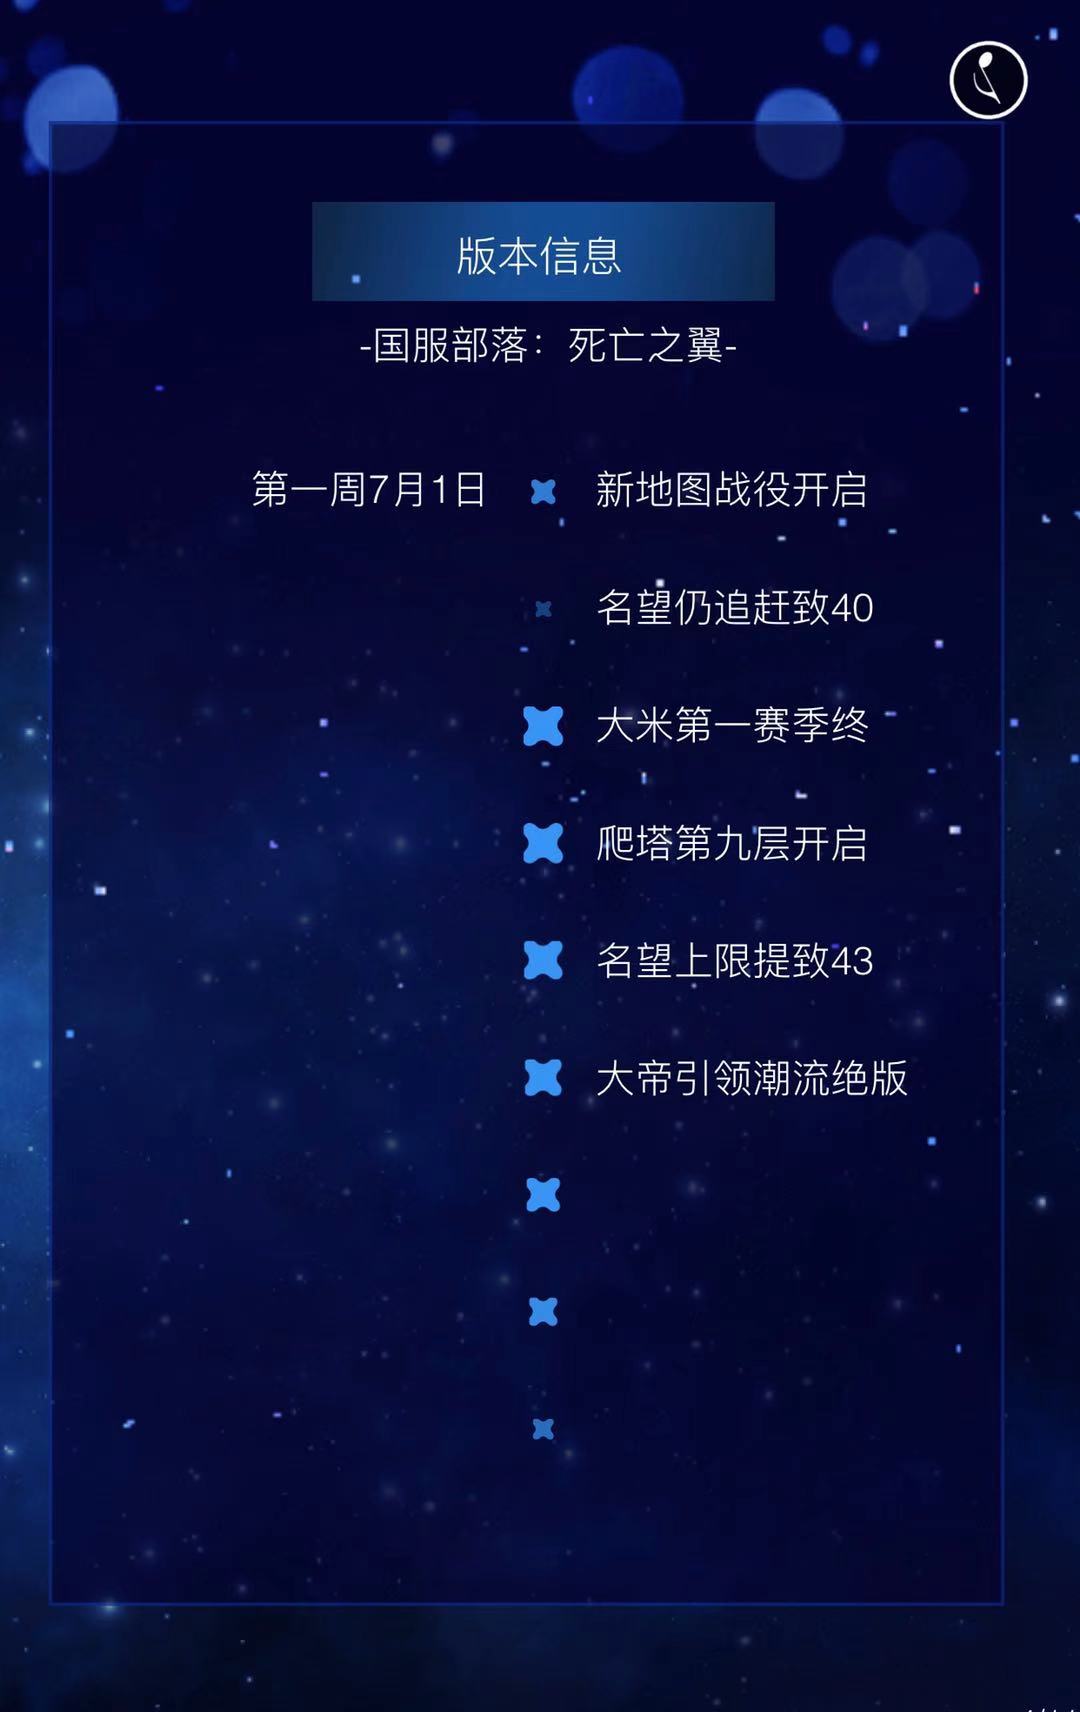 版本信息
-国服部落：死亡之翼-
第一周7月1日 新地图战役开启
名望仍追赶致40
大米第一赛季终
爬塔第九层开启
名望上限提致43
大帝引领潮流绝版